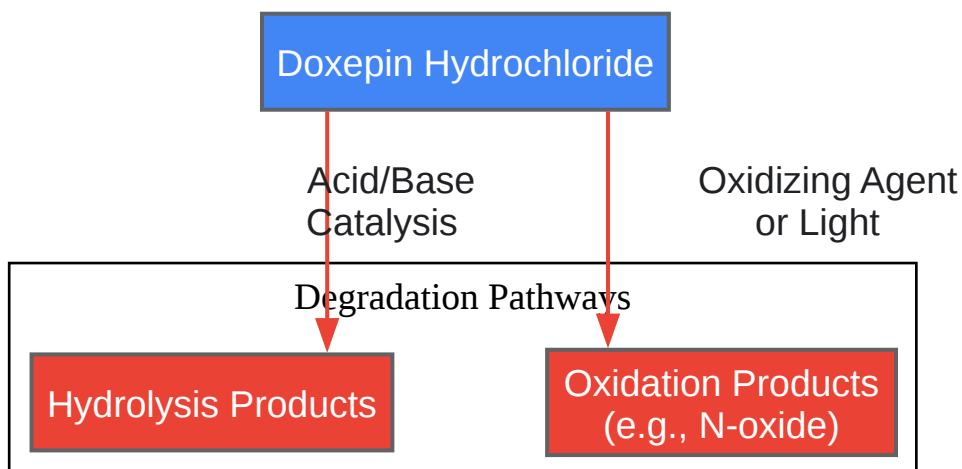 Doxepin Hydrochloride
Acid/Base
Catalysis
Oxidizing Agent
or Light
Degradation Pathways
Hydrolysis Products
Oxidation Products
(e.g., N-oxide)